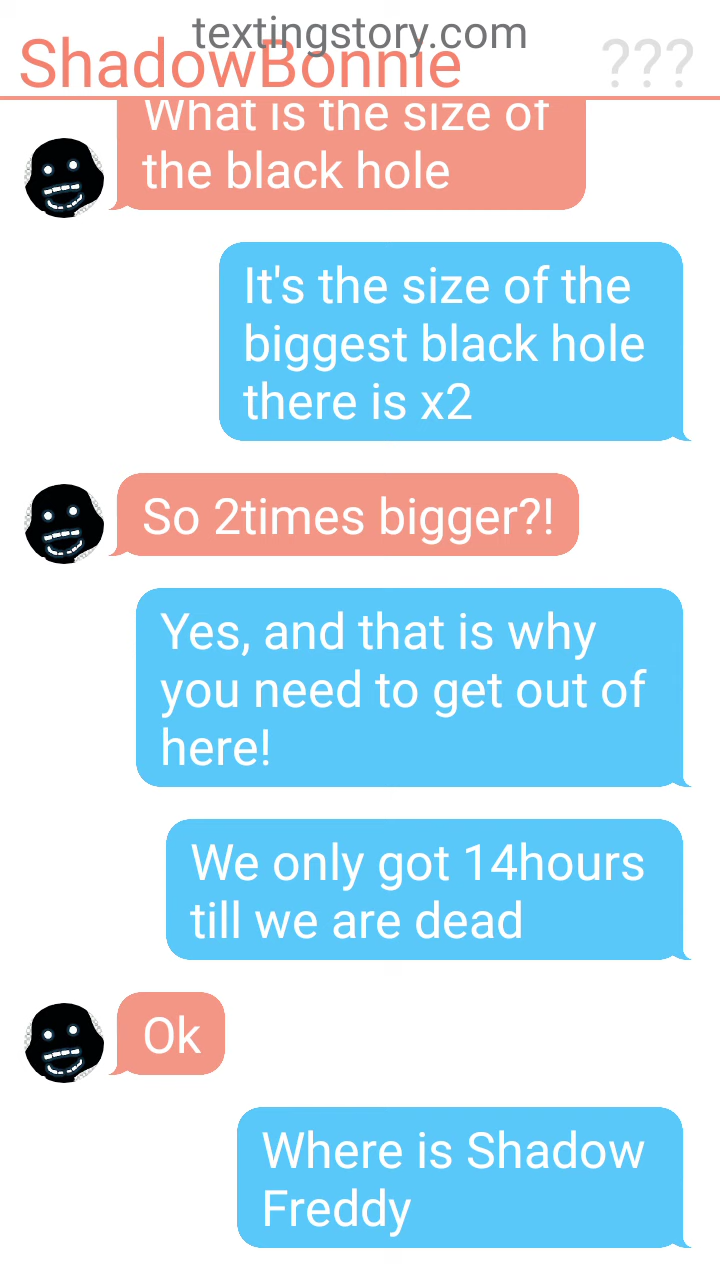 textingstory.com
ShadowBonnie
???
What is the size of
the black hole
It's the size of the
biggest black hole
there is x2
So 2times bigger?!
Yes, and that is why
you need to get out of
here!
We only got 14hours
till we are dead
Ok
Where is Shadow
Freddy